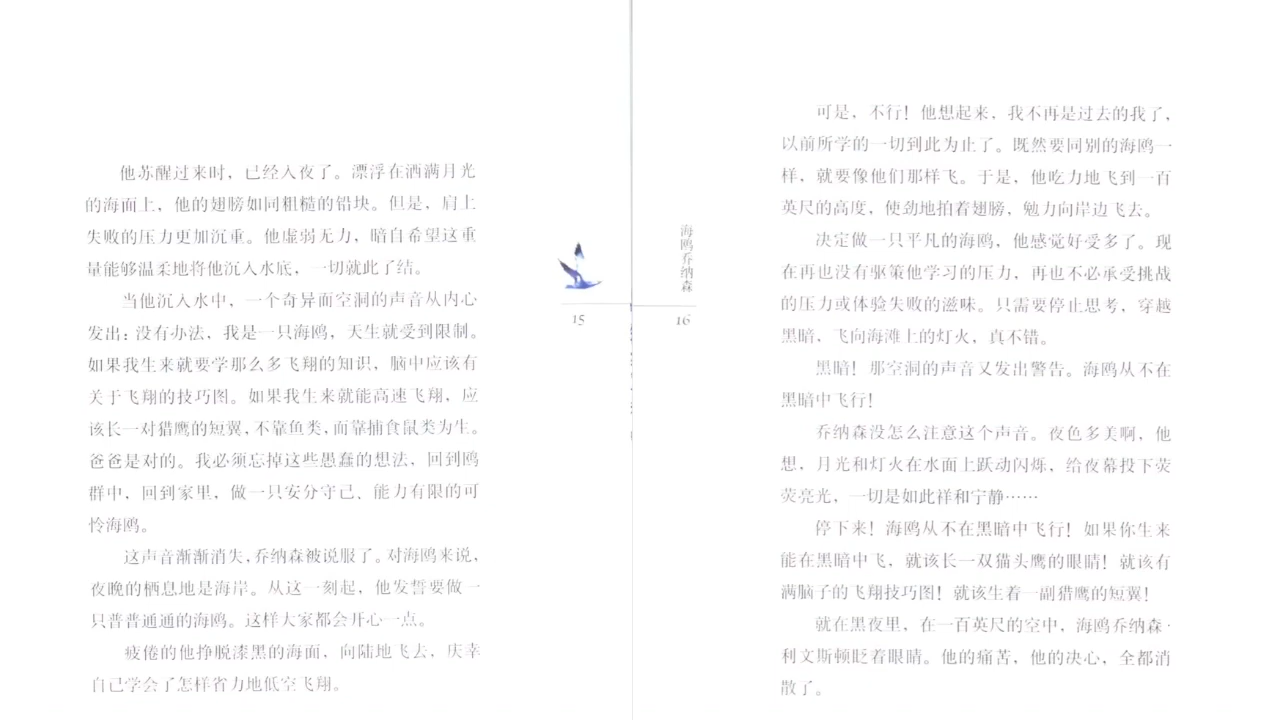 他苏醒过来时，已经入夜了。漂浮在洒满月光
的海面上，他的翅膀如同粗糙的铅块。但是，肩上
失败的压力更加沉重。他虚弱无力，暗自希望这重
量能够温柔地将他沉入水底，一切就此了结。
当他沉入水中，一个奇异而空洞的声音从内心
发出：没有办法，我是一只海鸥，天生就受到限制。
如果我生来就要学那么多飞翔的知识，脑中应该有
关于飞翔的技巧图。如果我生来就能高速飞翔，应
该长一对猎鹰的短翼，不靠鱼类，而靠捕食鼠类为生。
爸爸是对的。我必须忘掉这些愚蠢的想法，回到鸥
群中，回到家里，做一只安分守己、能力有限的可
怜海鸥。
这声音渐渐消失，乔纳森被说服了。对海鸥来说，
夜晚的栖息地是海岸。从这一刻起，他发誓要做一
只普普通通的海鸥。这样大家都会开心一点。
疲倦的他挣脱漆黑的海面，向陆地飞去，庆幸
自己学会了怎样省力地低空飞翔。
15
海鸥乔纳森
16
可是，不行！他想起来，我不再是过去的我了，
以前所学的一切到此为止了。既然要同别的海鸥一
样，就要像他们那样飞。于是，他吃力地飞到一百
英尺的高度，使劲地拍着翅膀，勉力向岸边飞去。
决定做一只平凡的海鸥，他感觉好受多了。现
在再也没有驱策他学习的压力，再也不必承受挑战
的压力或体验失败的滋味。只需要停止思考，穿越
黑暗，飞向海滩上的灯火，真不错。
黑暗！那空洞的声音又发出警告。海鸥从不在
黑暗中飞行！
乔纳森没怎么注意这个声音。夜色多美啊，他
想，月光和灯火在水面上跃动闪烁，给夜幕投下荧
荧亮光，一切是如此祥和宁静……
停下来！海鸥从不在黑暗中飞行！如果你生来
能在黑暗中飞，就该长一双猫头鹰的眼睛！就该有
满脑子的飞翔技巧图！就该生着一副猎鹰的短翼！
就在黑夜里，在一百英尺的空中，海鸥乔纳森·
利文斯顿眨着眼睛。他的痛苦，他的决心，全都消
散了。